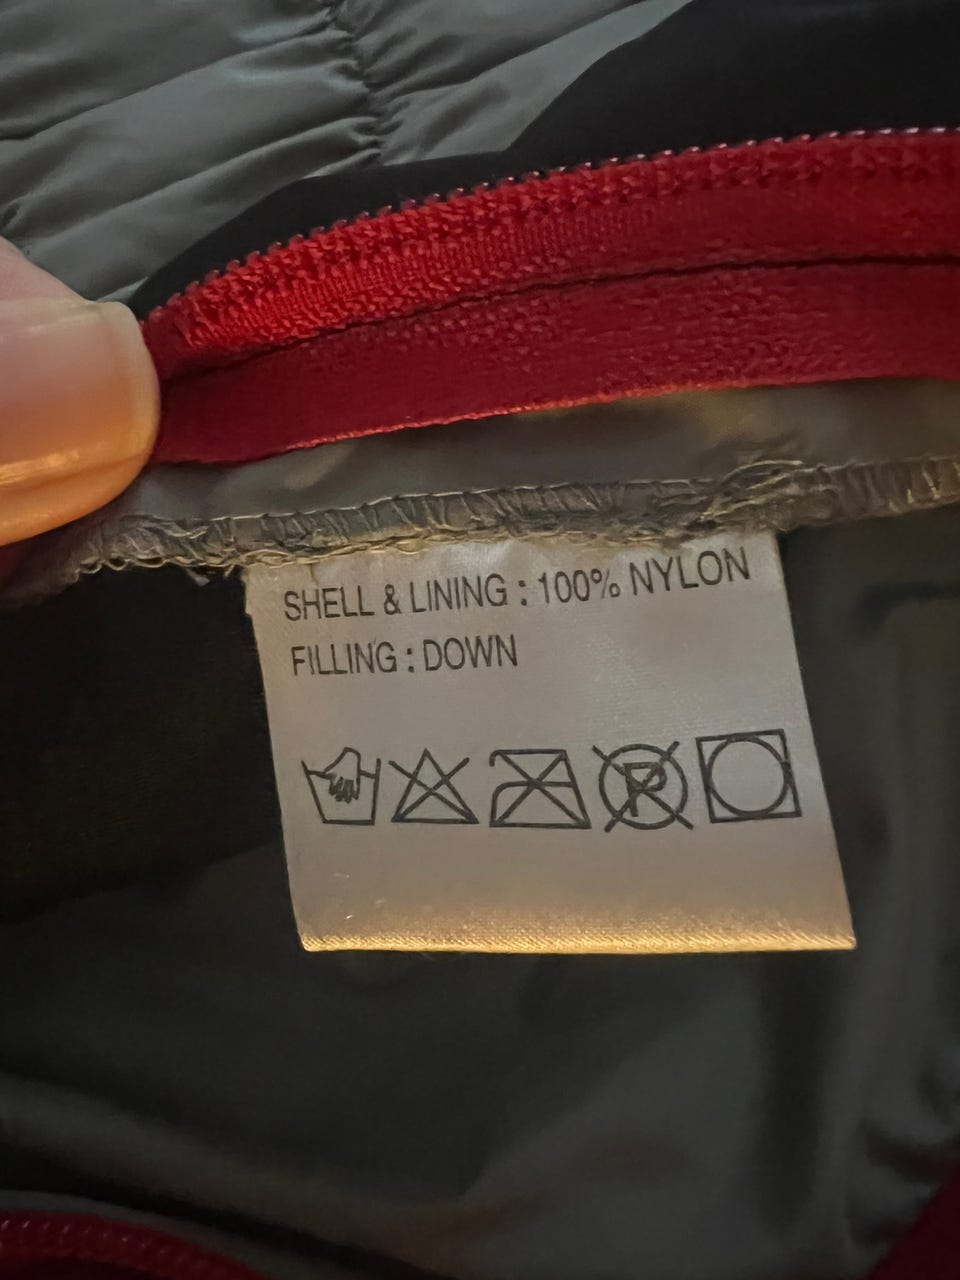 SHELL & LINING : 100% NYLON
FILLING : DOWN
P